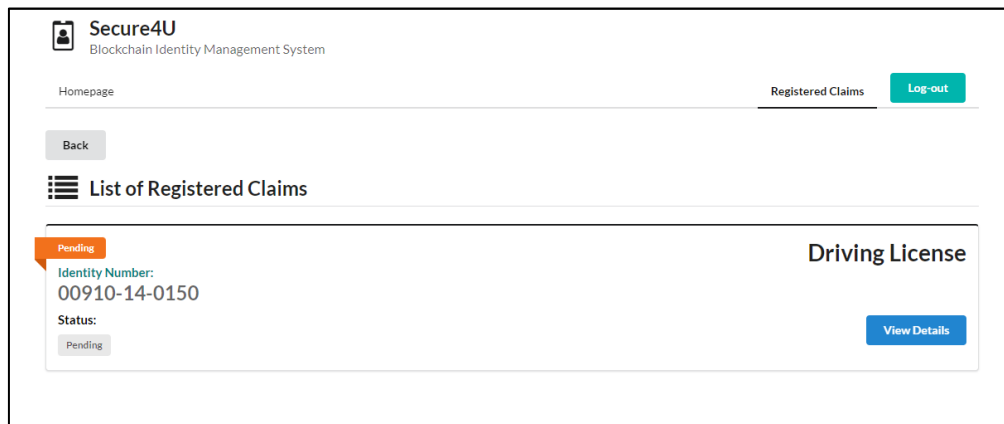 Secure4U
Blockchain Identity Management System
Homepage
Registered Claims
Log-out
Back
List of Registered Claims
Pending
Driving License
Identity Number:
00910-14-0150
Status:
Pending
View Details